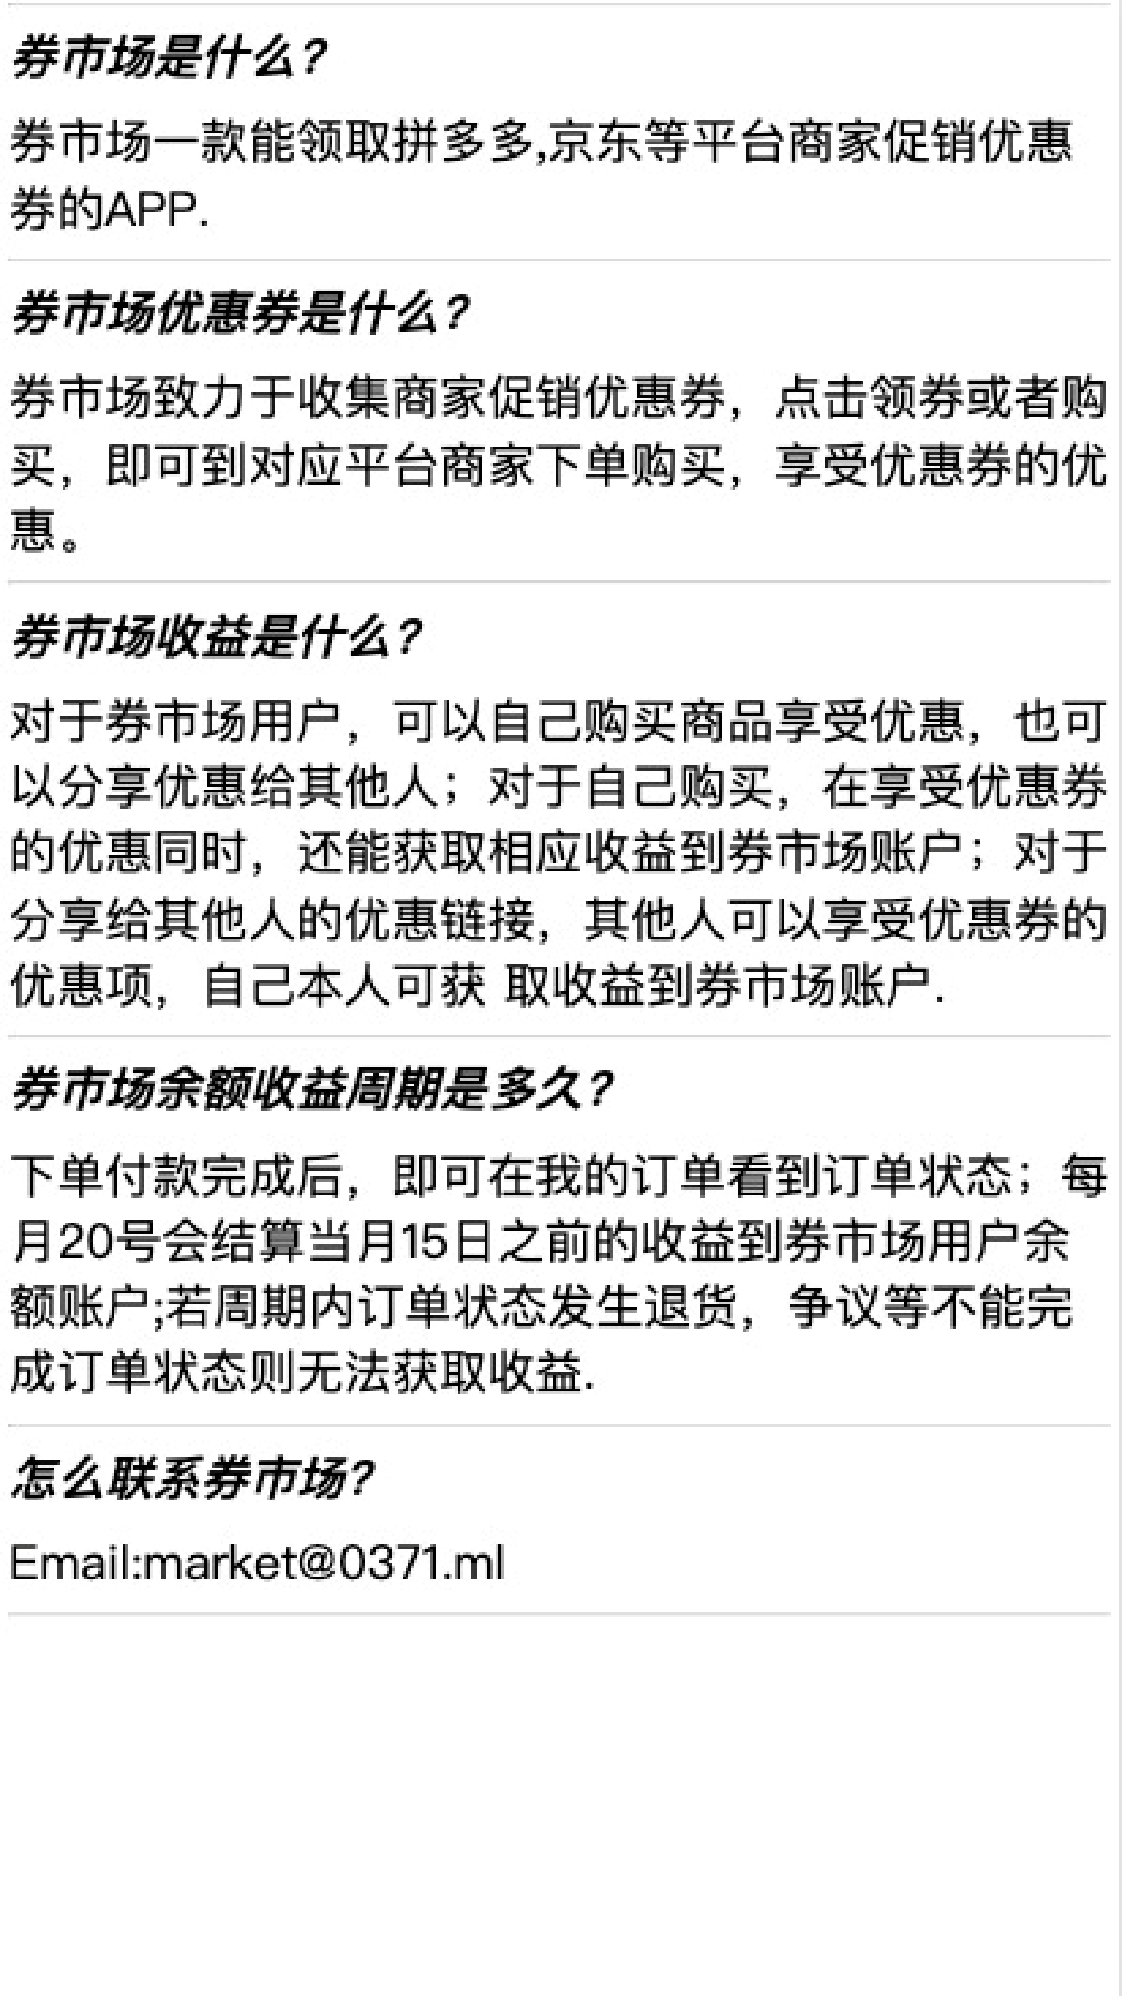 券市场是什么?
券市场一款能领取拼多多,京东等平台商家促销优惠
券的APP.
券市场优惠券是什么?
券市场致力于收集商家促销优惠券，点击领券或者购
买，即可到对应平台商家下单购买，享受优惠券的优
惠。
券市场收益是什么?
对于券市场用户，可以自己购买商品享受优惠，也可
以分享优惠给其他人；对于自己购买，在享受优惠券
的优惠同时，还能获取相应收益到券市场账户；对于
分享给其他人的优惠链接，其他人可以享受优惠券的
优惠项，自己本人可获 取收益到券市场账户.
券市场余额收益周期是多久?
下单付款完成后，即可在我的订单看到订单状态；每
月20号会结算当月15日之前的收益到券市场用户余
额账户;若周期内订单状态发生退货，争议等不能完
成订单状态则无法获取收益.
怎么联系券市场?
Email:market@0371.ml